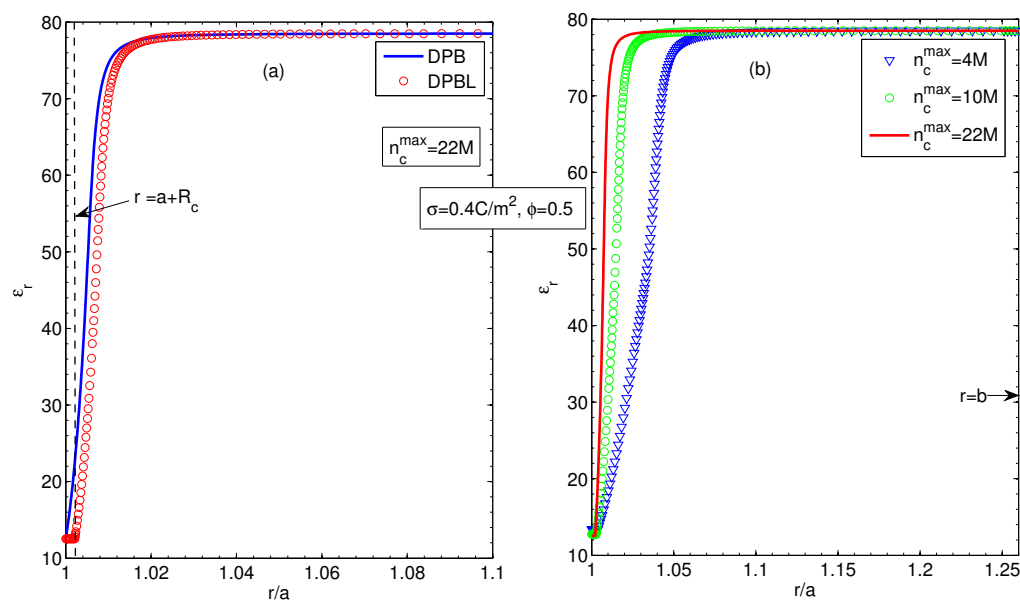 80
70
60
50
40
30
20
10
ε_r
(a)
DPB
DPBL
n_c^max=22M
r =a+R_c
1
1.02
1.04
1.06
1.08
1.1
r/a
σ=0.4C/m², φ=0.5
80
70
60
50
40
30
20
10
ε_r
(b)
n_c^max=4M
n_c^max=10M
n_c^max=22M
r=b
1
1.05
1.1
1.15
1.2
1.25
r/a